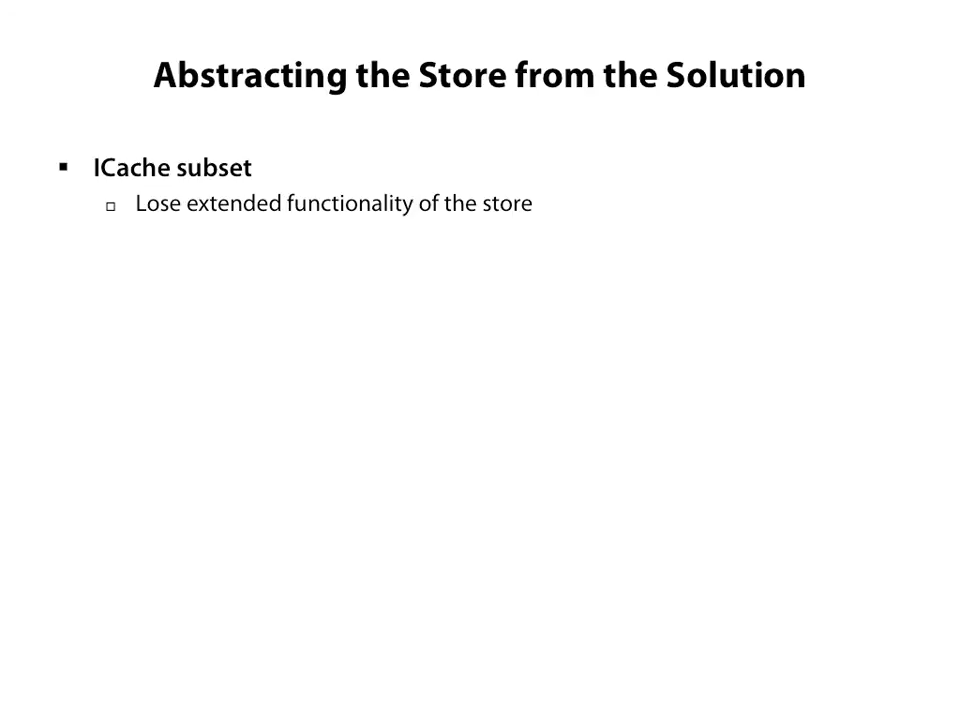 Abstracting the Store from the Solution
ICache subset
Lose extended functionality of the store